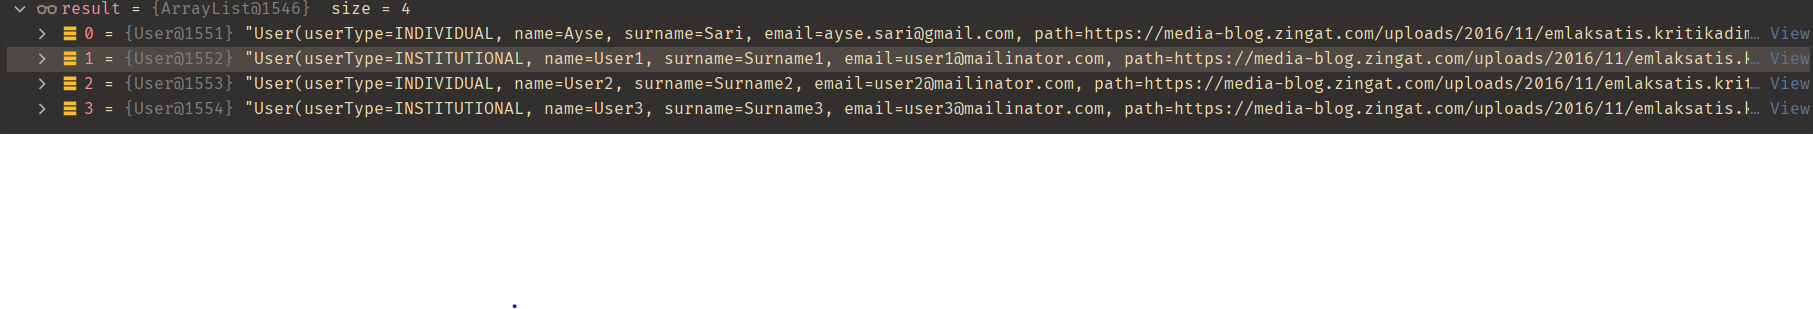 result = {ArrayList@1546} size = 4
0 = {User@1551} "User(userType=INDIVIDUAL, name=Ayse, surname=Sari, email=ayse.sari@gmail.com, path=https://media-blog.zingat.com/uploads/2016/11/emlaksatis.kritikadin... View
1 = {User@1552} "User(userType=INSTITUTIONAL, name=User1, surname=Surname1, email=user1@mailinator.com, path=https://media-blog.zingat.com/uploads/2016/11/emlaksatis.k... View
2 = {User@1553} "User(userType=INDIVIDUAL, name=User2, surname=Surname2, email=user2@mailinator.com, path=https://media-blog.zingat.com/uploads/2016/11/emlaksatis.krit... View
3 = {User@1554} "User(userType=INSTITUTIONAL, name=User3, surname=Surname3, email=user3@mailinator.com, path=https://media-blog.zingat.com/uploads/2016/11/emlaksatis.k... View